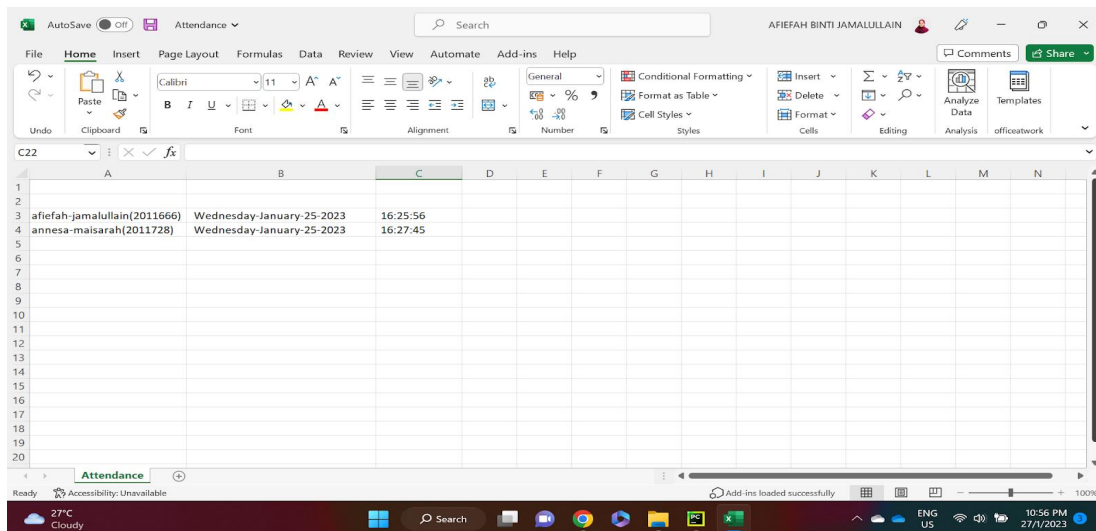 AutoSave Off Attendance Search AFIEFAH BINTI JAMALULLAIN
File Home Insert Page Layout Formulas Data Review View Automate Add-ins Help Comments Share
Calibri 11 A^ A˅ General Conditional Formatting Insert
Paste B I U A % 9 Format as Table Delete Analyze Data Templates
Cell Styles Format
Undo Clipboard Font Alignment Number Styles Cells Editing Analysis officeatwork
C22 fx
A B C D E F G H I J K L M N
1
2
3 afiefah-jamalullain(2011666) Wednesday-January-25-2023 16:25:56
4 annesa-maisarah(2011728) Wednesday-January-25-2023 16:27:45
5
6
7
8
9
10
11
12
13
14
15
16
17
18
19
20
Attendance
Ready Accessibility: Unavailable Add-ins loaded successfully 100%
27°C Search ENG 10:56 PM
Cloudy US 27/1/2023 3